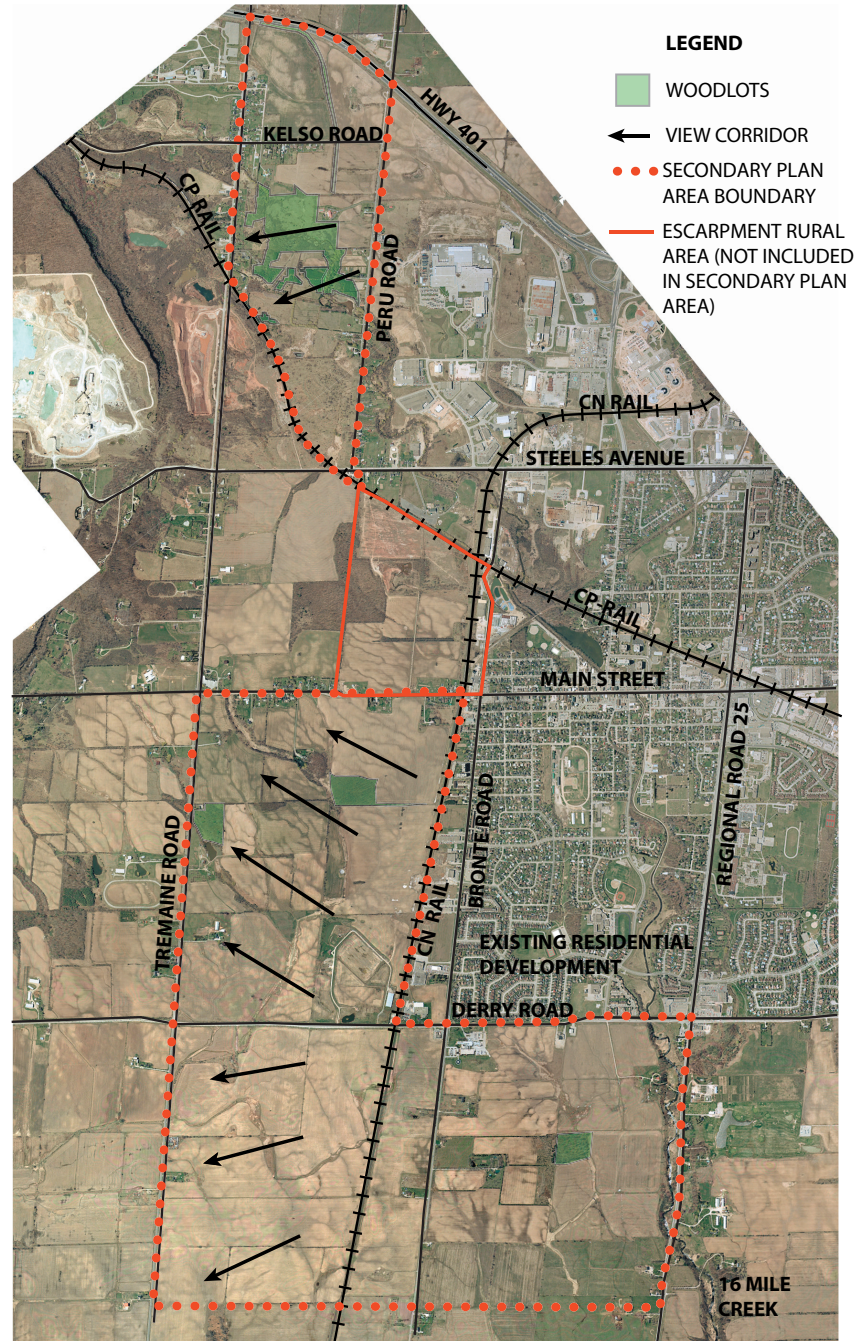 LEGEND
WOODLOTS
VIEW CORRIDOR
SECONDARY PLAN
AREA BOUNDARY
ESCARPMENT RURAL
AREA (NOT INCLUDED
IN SECONDARY PLAN
AREA)
HWY 401
KELSO ROAD
CP RAIL
PERU ROAD
CN RAIL
STEELES AVENUE
CP RAIL
MAIN STREET
REGIONAL ROAD 25
TREMAINE ROAD
CN RAIL
BRONTE ROAD
EXISTING RESIDENTIAL
DEVELOPMENT
DERRY ROAD
16 MILE
CREEK